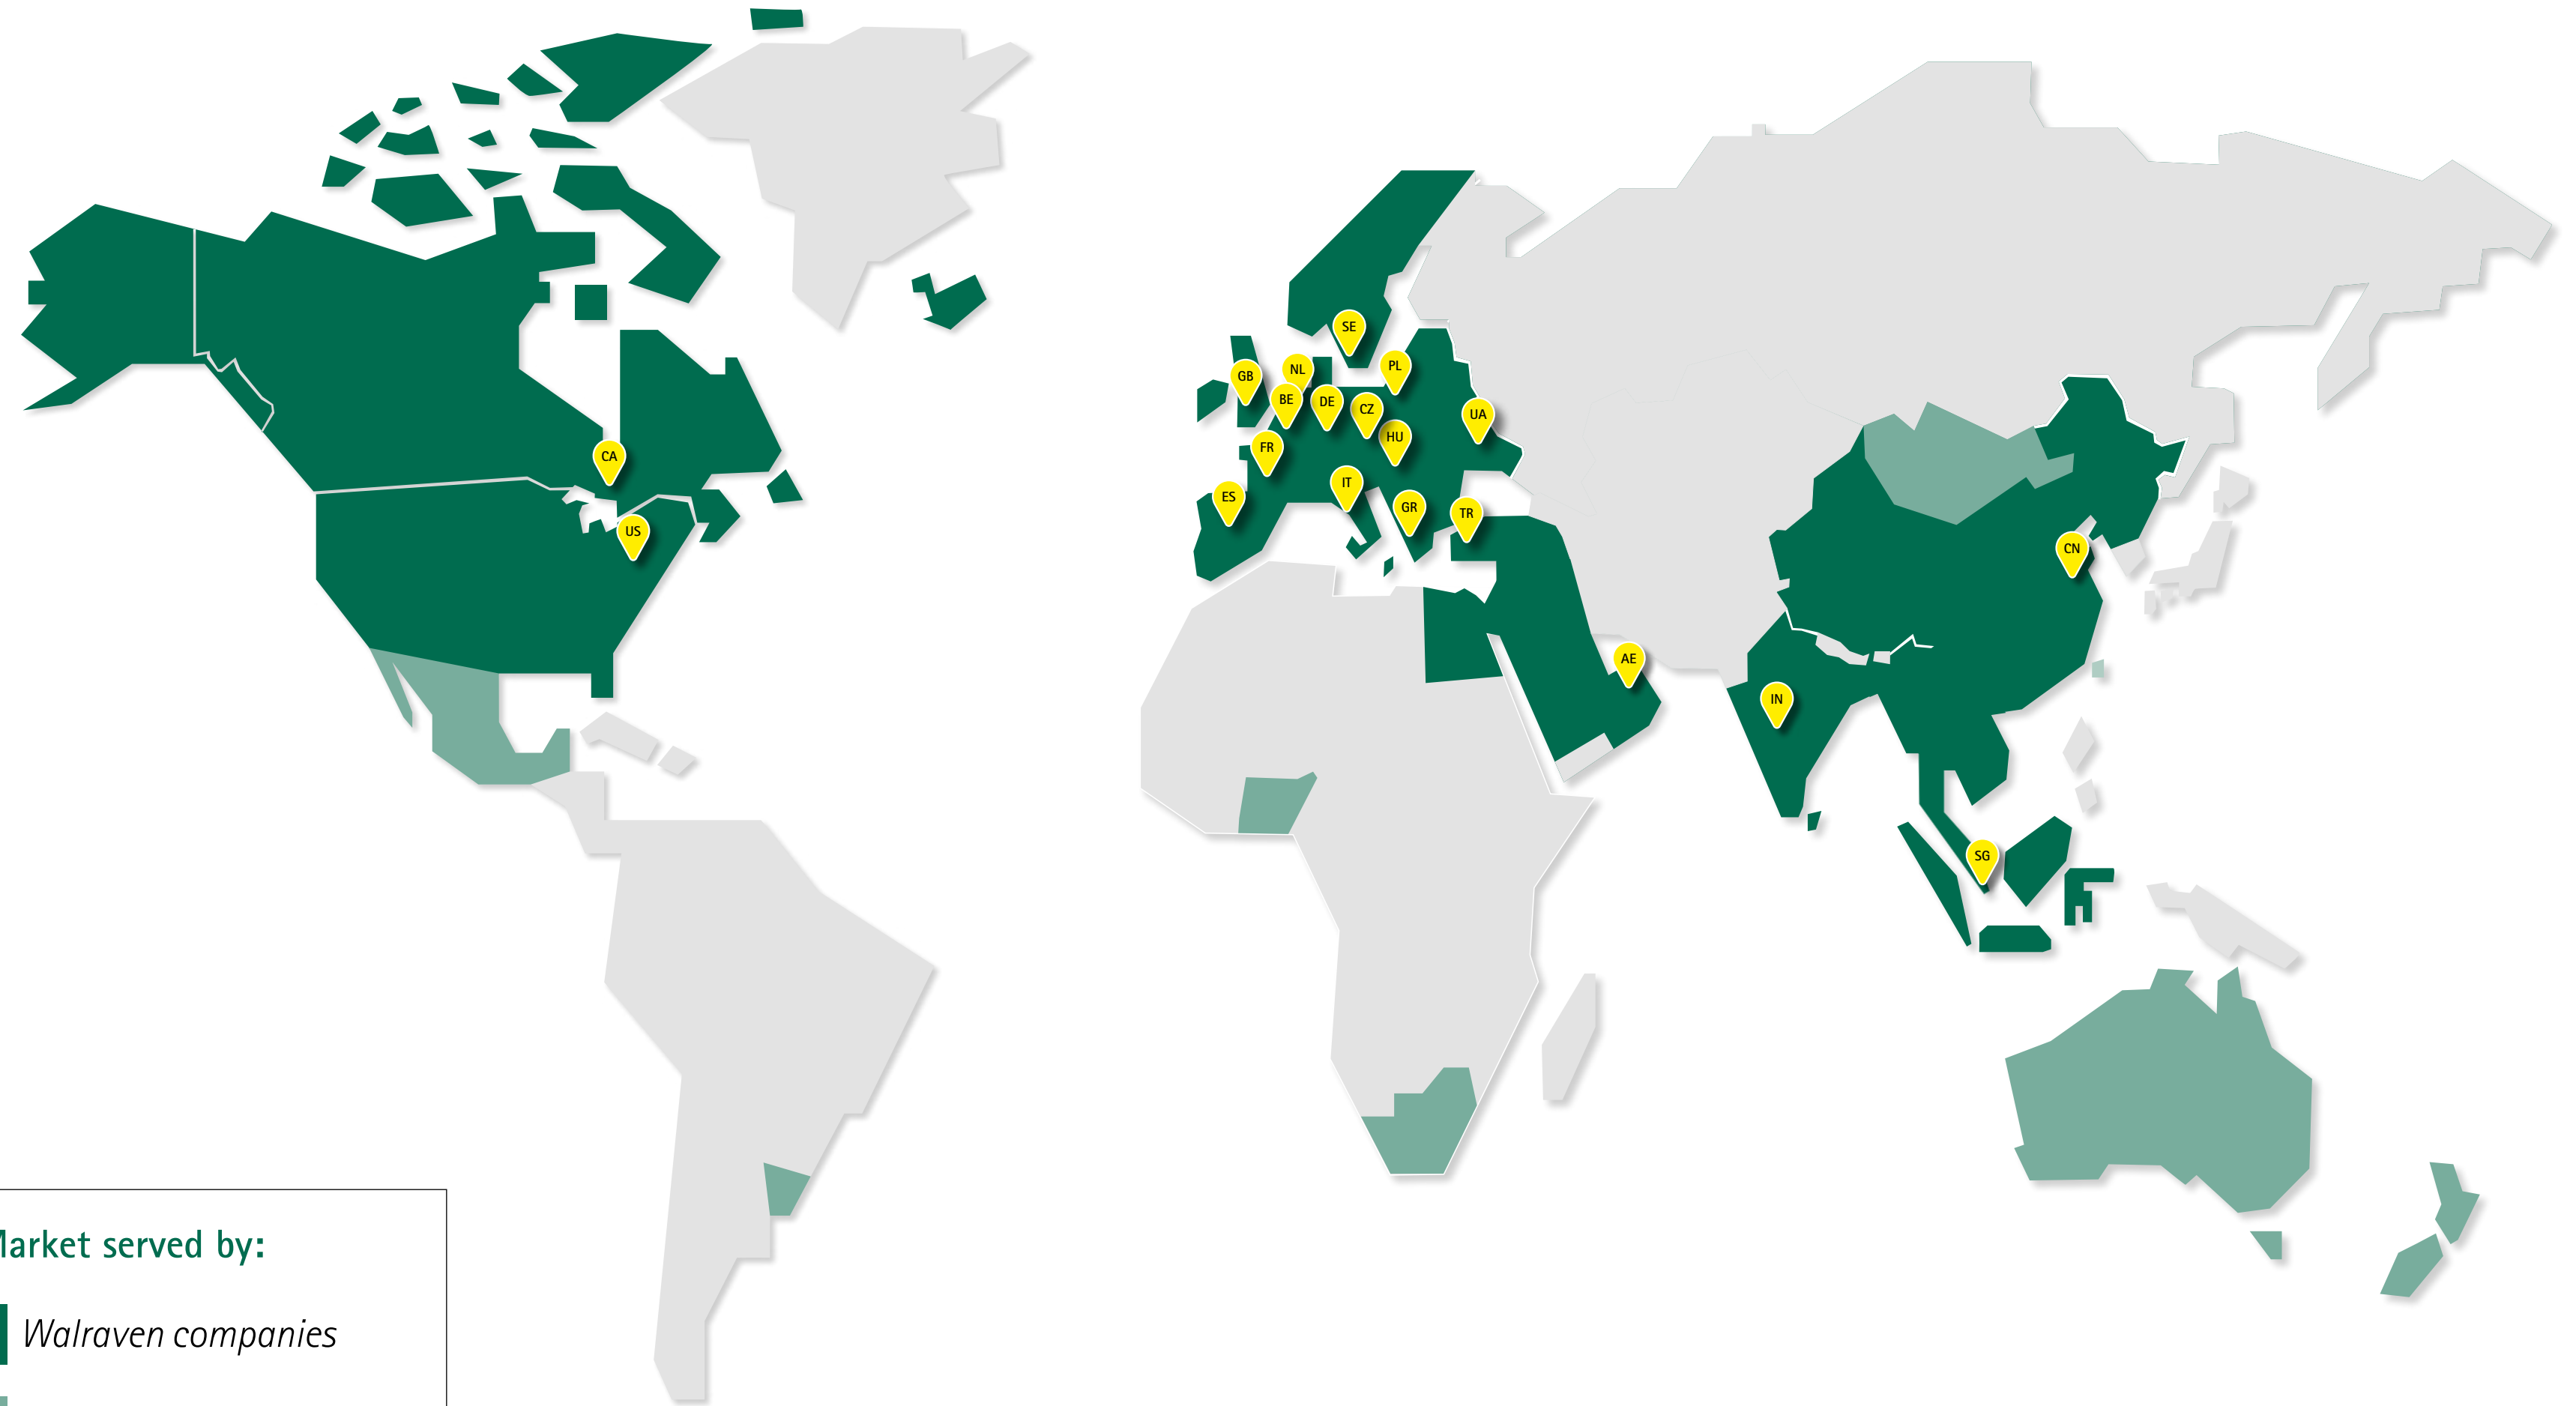 SE
GB
NL
PL
BE
DE
CZ
UA
HU
FR
CA
IT
ES
GR
TR
US
CN
AE
IN
SG
Market served by:
Walraven companies